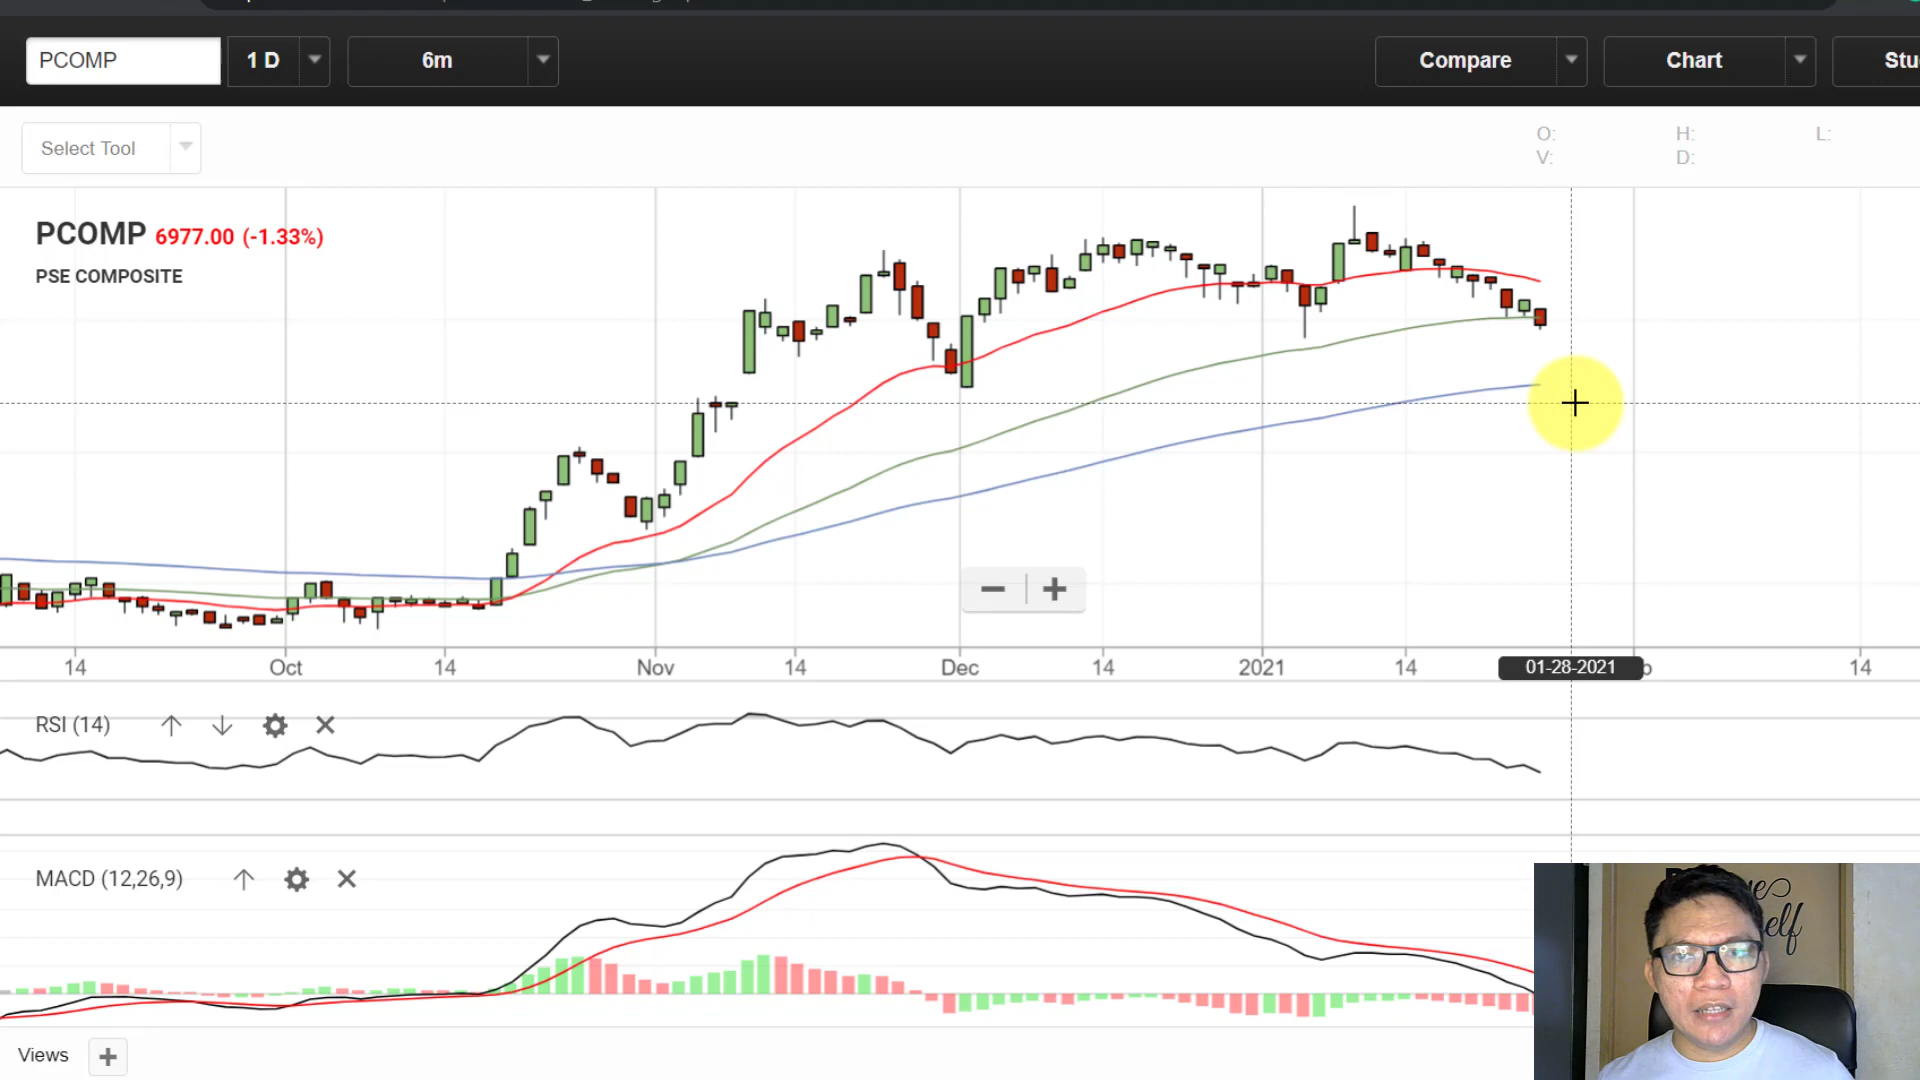 PCOMP 1 D 6m Compare Chart Stu
Select Tool O: H: L:
V: D:
PCOMP 6977.00 (-1.33%)
PSE COMPOSITE
14 Oct 14 Nov 14 Dec 14 2021 14 01-28-2021 14
RSI (14)
MACD (12,26,9)
elf
Views